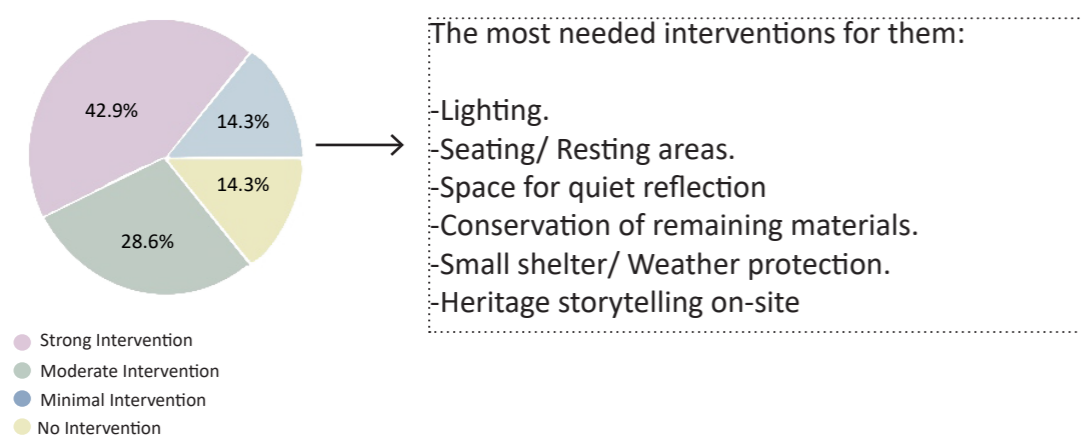 42.9%
14.3%
14.3%
28.6%
Strong Intervention
Moderate Intervention
Minimal Intervention
No Intervention
The most needed interventions for them:
-Lighting.
-Seating/ Resting areas.
-Space for quiet reflection
-Conservation of remaining materials.
-Small shelter/ Weather protection.
-Heritage storytelling on-site